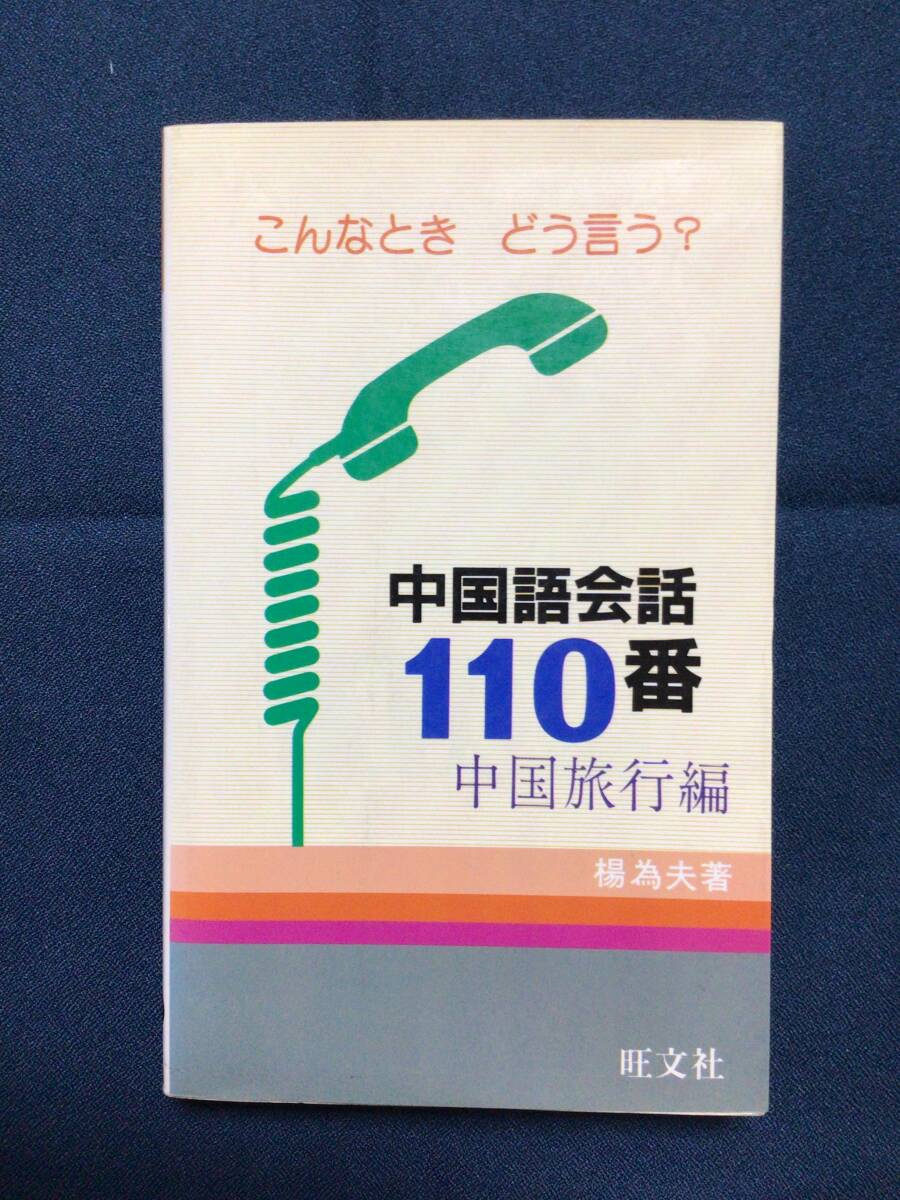 こんなとき どう言う?
中国語会話
110番
中国旅行編
楊為夫著
旺文社